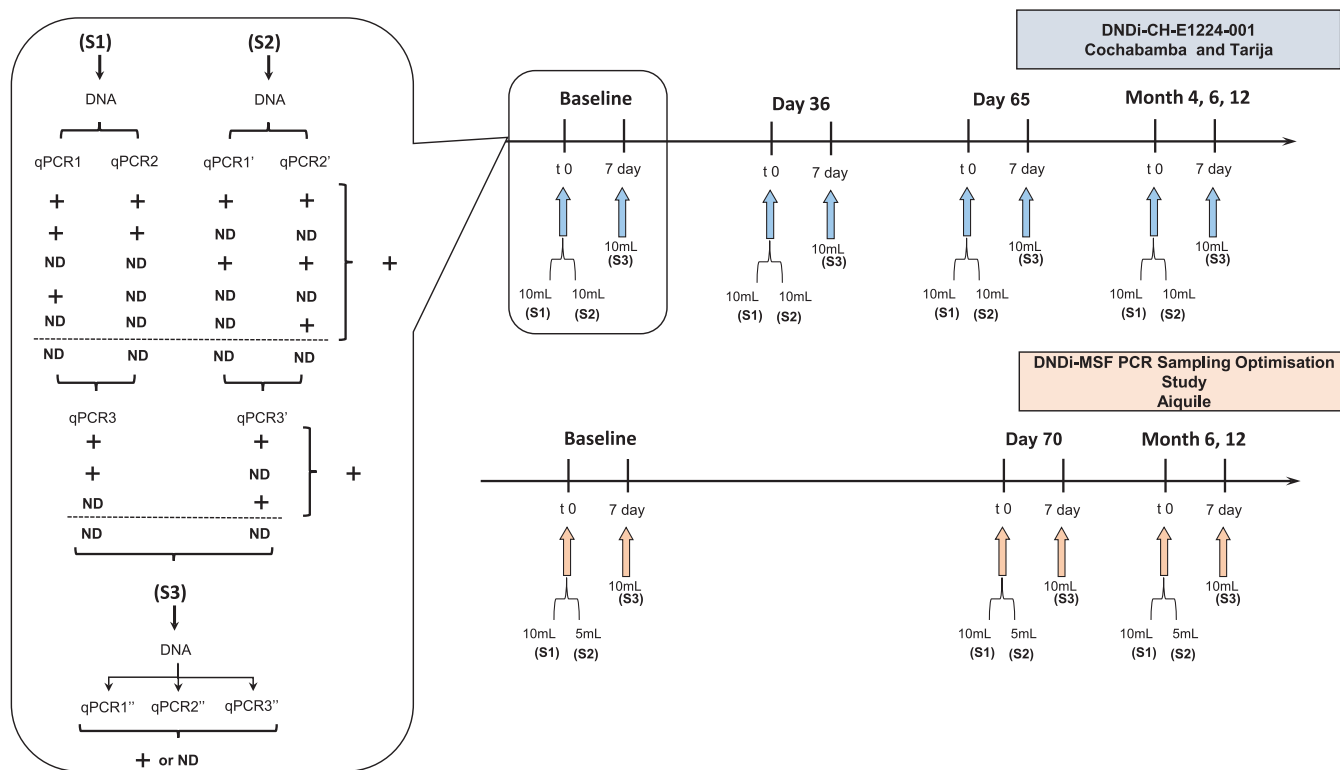 (S1) (S2)
DNA DNA
qPCR1 qPCR2 qPCR1' qPCR2'
+ + + +
+ + ND ND
ND ND + +
+
+ ND ND ND
ND ND ND +
ND ND ND ND
qPCR3 qPCR3'
+ +
+ ND
+
ND +
ND ND
(S3)
DNA
qPCR1'' qPCR2'' qPCR3''
+ or ND
DNDi-CH-E1224-001
Cochabamba and Tarija
Baseline Day 36 Day 65 Month 4, 6, 12
t 0 7 day t 0 7 day t 0 7 day t 0 7 day
10mL 10mL 10mL 10mL
(S3) (S3) (S3) (S3)
10mL 10mL 10mL 10mL 10mL 10mL 10mL 10mL
(S1) (S2) (S1) (S2) (S1) (S2) (S1) (S2)
DNDi-MSF PCR Sampling Optimisation
Study
Aiquile
Baseline Day 70 Month 6, 12
t 0 7 day t 0 7 day t 0 7 day
10mL 10mL 10mL
(S3) (S3) (S3)
10mL 5mL 10mL 5mL 10mL 5mL
(S1) (S2) (S1) (S2) (S1) (S2)